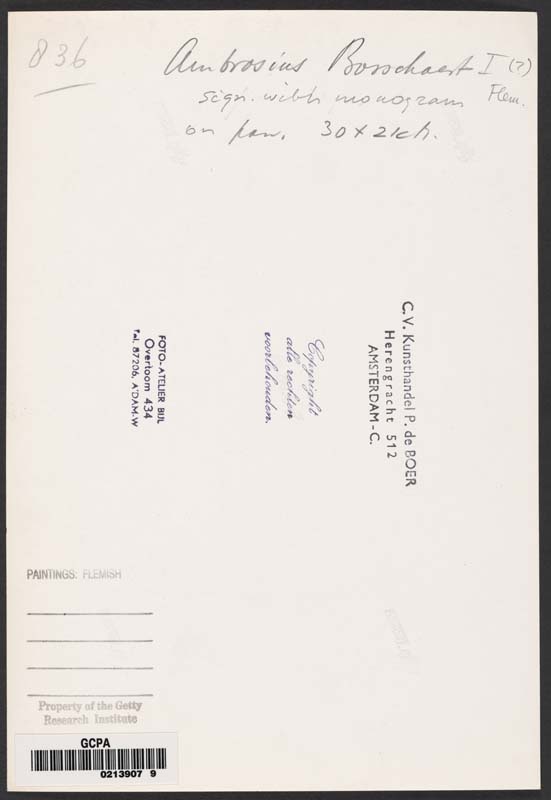 836
Ambrosius Bosschaert I (?)
sign. with monogram Flem.
on pan. 30 x 21 ch.
C.V. Kunsthandel P. de BOER
Herengracht 512
AMSTERDAM-C.
Copyright
alle rechten
voorbehouden.
FOTO-ATELIER BIJL
Overtoom 434
Tel. 87206, A'DAM-W
PAINTINGS: FLEMISH
Property of the Getty
Research Institute
GCPA
0213907 9